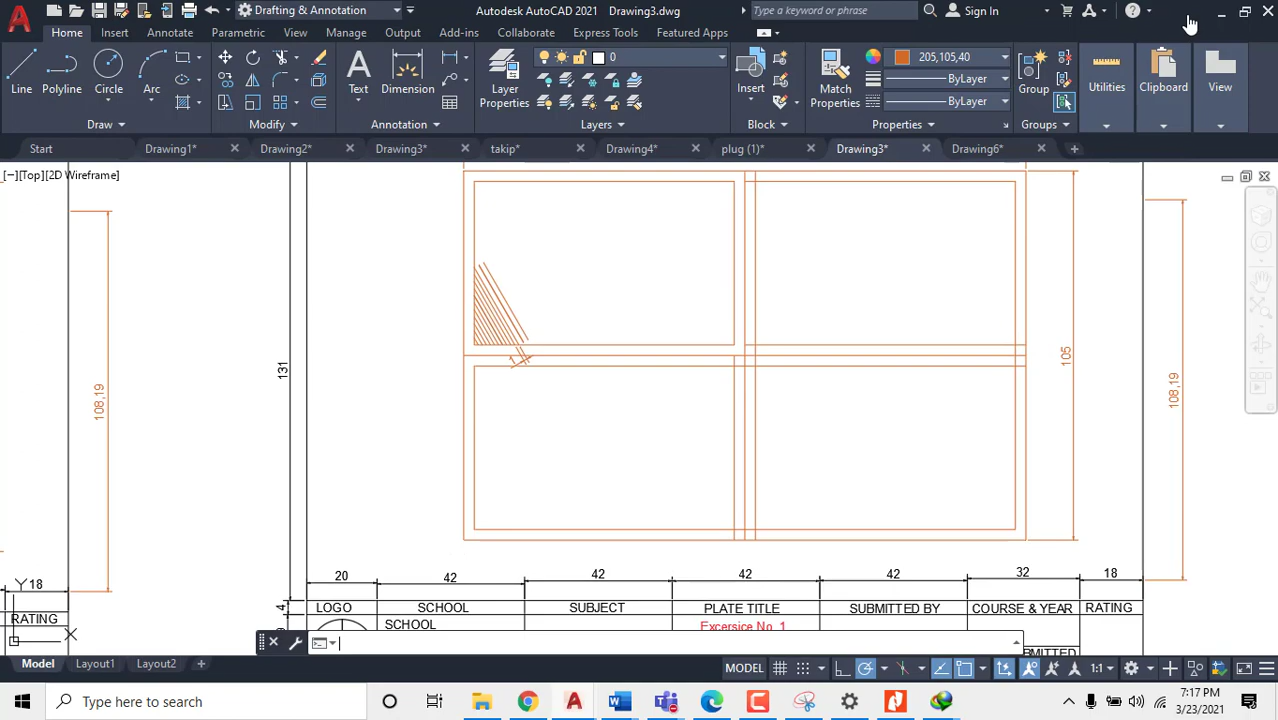 Drafting & Annotation
Autodesk AutoCAD 2021 Drawing3.dwg
Type a keyword or phrase
Sign In
Home Insert Annotate Parametric View Manage Output Add-ins Collaborate Express Tools Featured Apps
Line Polyline Circle Arc
Text Dimension
Layer Properties
0
Insert
Match Properties
205,105,40
ByLayer
ByLayer
Group
Utilities Clipboard View
Draw Modify Annotation Layers Block Properties Groups
Start Drawing1* Drawing2* Drawing3* takip* Drawing4* plug (1)* Drawing3* Drawing6*
[−][Top][2D Wireframe]
108,19
131
1
105
108,19
Y 18
20 42 42 42 42 32 18
RATING
X
4
LOGO SCHOOL SUBJECT PLATE TITLE SUBMITTED BY COURSE & YEAR RATING
SCHOOL
Excersice No. 1
Model Layout1 Layout2
MODEL
1:1
Type here to search
7:17 PM
3/23/2021